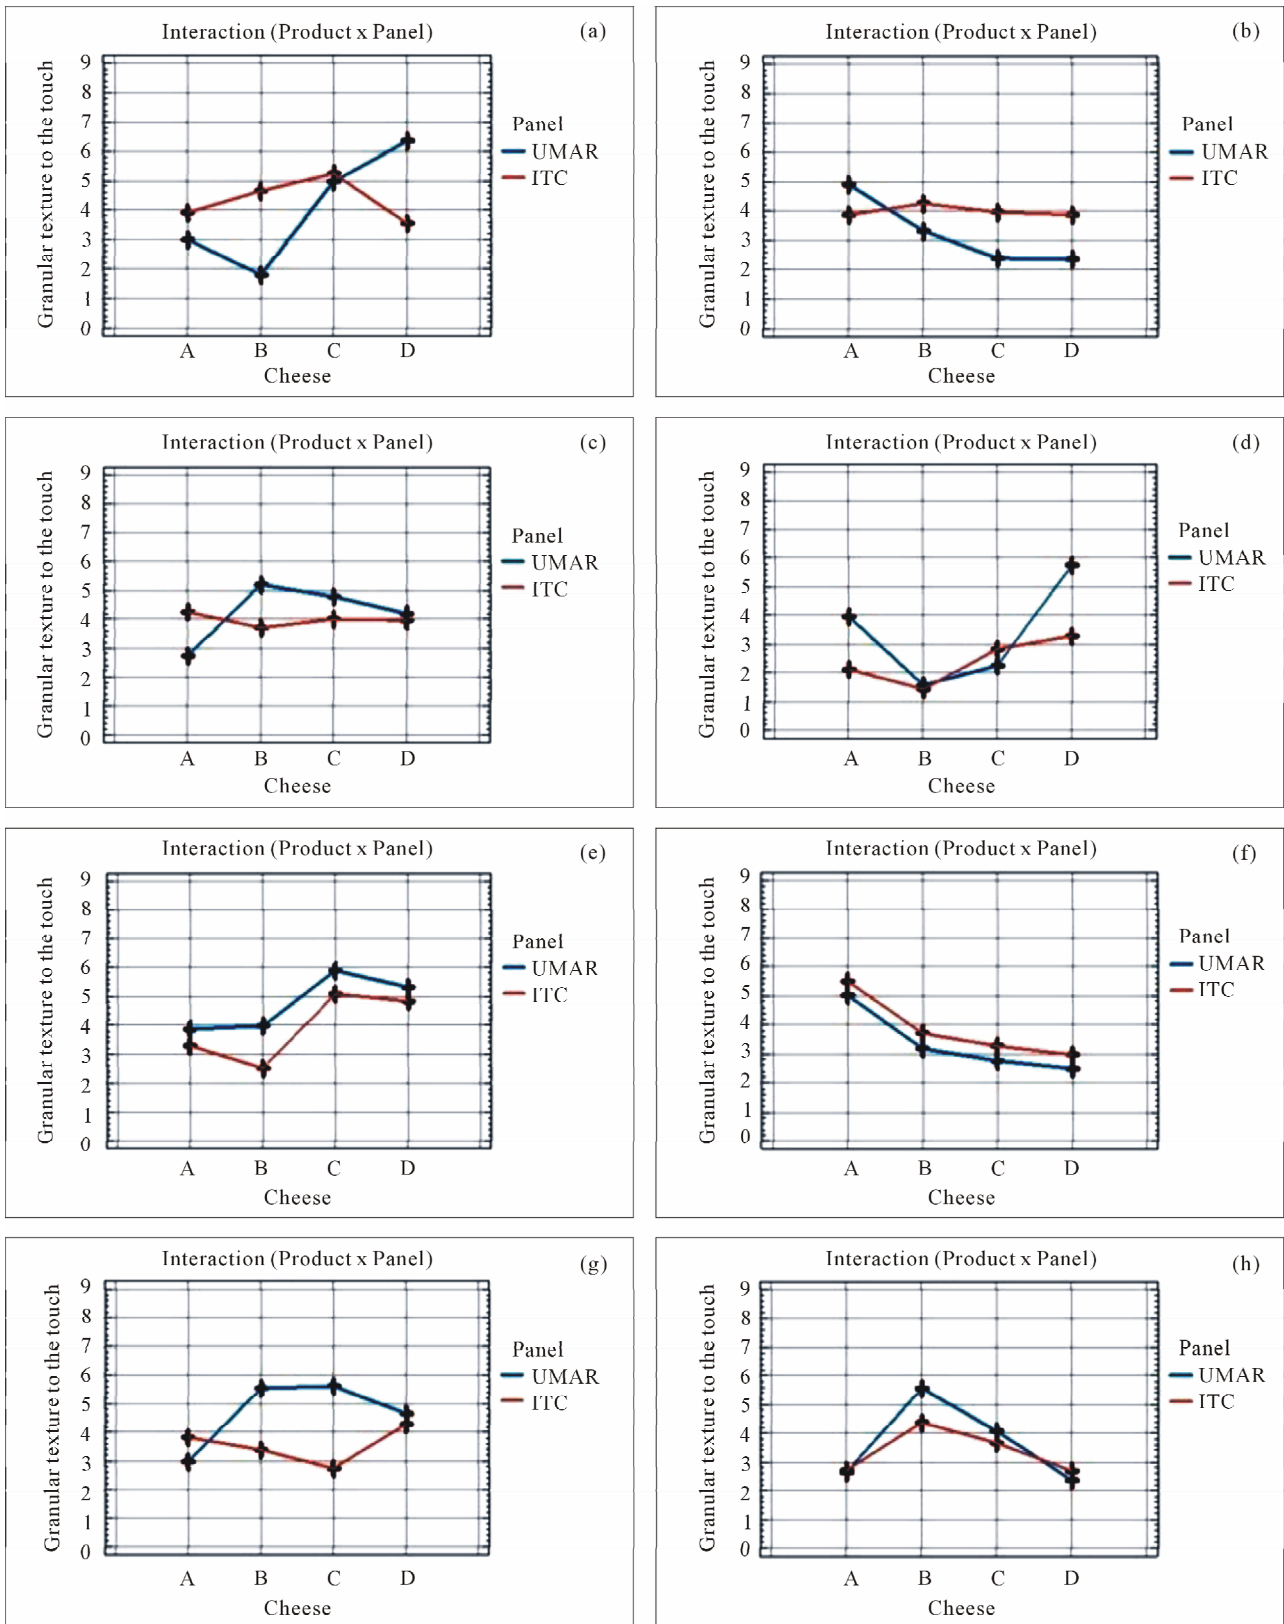 Interaction (Product x Panel) (a)
Granular texture to the touch
9
8
7
6
5
4
3
2
1
0
Panel
UMAR
ITC
A B C D
Cheese
Interaction (Product x Panel) (b)
Granular texture to the touch
9
8
7
6
5
4
3
2
1
0
Panel
UMAR
ITC
A B C D
Cheese
Interaction (Product x Panel) (c)
Granular texture to the touch
9
8
7
6
5
4
3
2
1
0
Panel
UMAR
ITC
A B C D
Cheese
Interaction (Product x Panel) (d)
Granular texture to the touch
9
8
7
6
5
4
3
2
1
0
Panel
UMAR
ITC
A B C D
Cheese
Interaction (Product x Panel) (e)
Granular texture to the touch
9
8
7
6
5
4
3
2
1
0
Panel
UMAR
ITC
A B C D
Cheese
Interaction (Product x Panel) (f)
Granular texture to the touch
9
8
7
6
5
4
3
2
1
0
Panel
UMAR
ITC
A B C D
Cheese
Interaction (Product x Panel) (g)
Granular texture to the touch
9
8
7
6
5
4
3
2
1
0
Panel
UMAR
ITC
A B C D
Cheese
Interaction (Product x Panel) (h)
Granular texture to the touch
9
8
7
6
5
4
3
2
1
0
Panel
UMAR
ITC
A B C D
Cheese